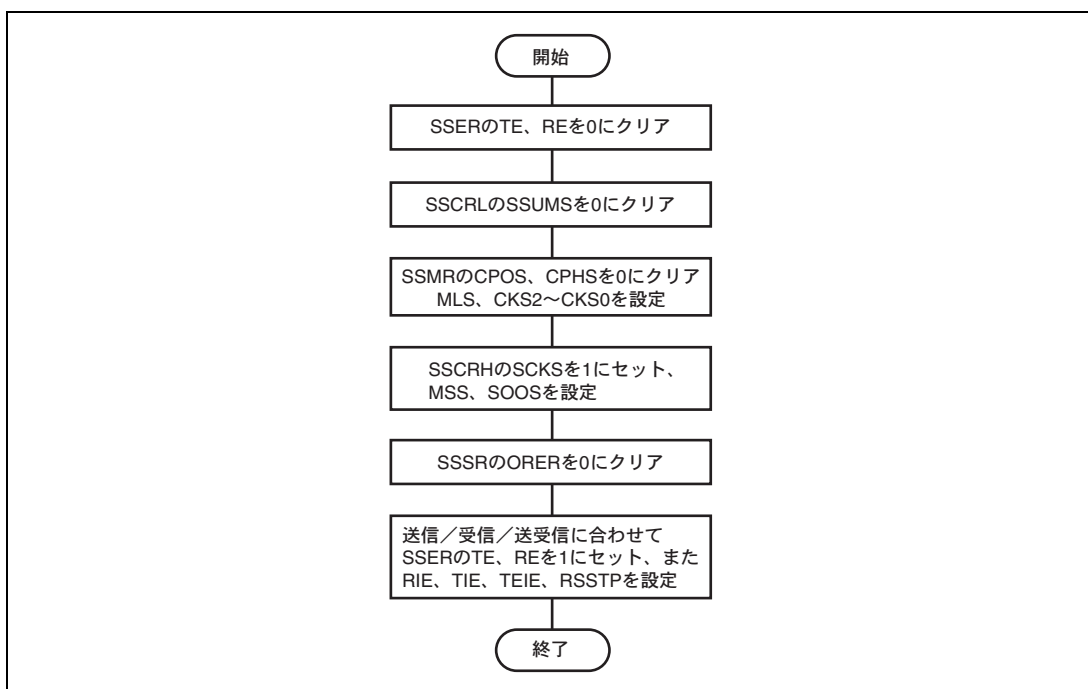 開始
SSERのTE、REを0にクリア
SSCRLのSSUMSを0にクリア
SSMRのCPOS、CPHSを0にクリア
MLS、CKS2～CKS0を設定
SSCRHのSCKSを1にセット、
MSS、SOOSを設定
SSSRのORERを0にクリア
送信／受信／送受信に合わせて
SSERのTE、REを1にセット、また
RIE、TIE、TEIE、RSSTPを設定
終了